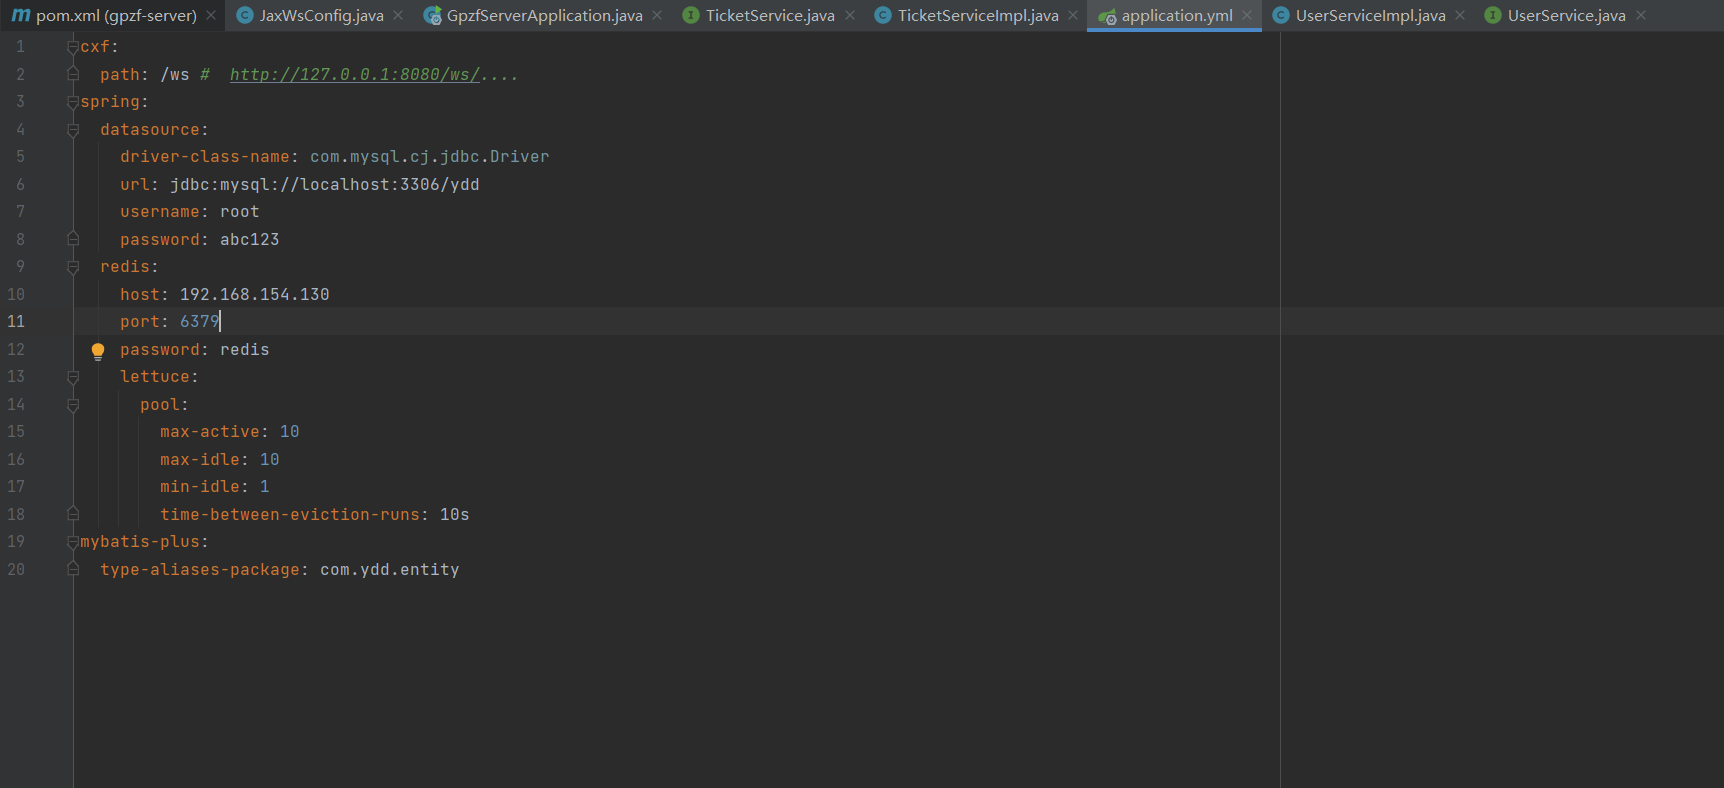 pom.xml (gpzf-server) JaxWsConfig.java GpzfServerApplication.java TicketService.java TicketServiceImpl.java application.yml UserServiceImpl.java UserService.java
1 cxf:
2   path: /ws #  http://127.0.0.1:8080/ws/....
3 spring:
4   datasource:
5     driver-class-name: com.mysql.cj.jdbc.Driver
6     url: jdbc:mysql://localhost:3306/ydd
7     username: root
8     password: abc123
9   redis:
10     host: 192.168.154.130
11     port: 6379
12     password: redis
13     lettuce:
14       pool:
15         max-active: 10
16         max-idle: 10
17         min-idle: 1
18         time-between-eviction-runs: 10s
19 mybatis-plus:
20   type-aliases-package: com.ydd.entity